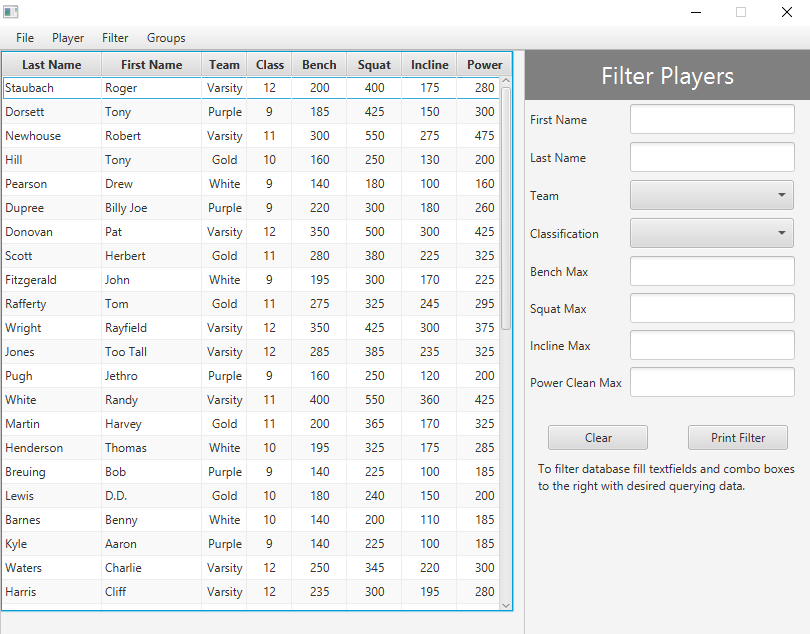 File Player Filter Groups
Last Name First Name Team Class Bench Squat Incline Power
Staubach Roger Varsity 12 200 400 175 280
Dorsett Tony Purple 9 185 425 150 300
Newhouse Robert Varsity 11 300 550 275 475
Hill Tony Gold 10 160 250 130 200
Pearson Drew White 9 140 180 100 160
Dupree Billy Joe Purple 9 220 300 180 260
Donovan Pat Varsity 12 350 500 300 425
Scott Herbert Gold 11 280 380 225 325
Fitzgerald John White 9 195 300 170 225
Rafferty Tom Gold 11 275 325 245 295
Wright Rayfield Varsity 12 350 425 300 375
Jones Too Tall Varsity 12 285 385 235 325
Pugh Jethro Purple 9 160 250 120 200
White Randy Varsity 11 400 550 360 425
Martin Harvey Gold 11 200 365 170 325
Henderson Thomas White 10 195 325 175 285
Breuing Bob Purple 9 140 225 100 185
Lewis D.D. Gold 10 180 240 150 200
Barnes Benny White 10 140 200 110 185
Kyle Aaron Purple 9 140 225 100 185
Waters Charlie Varsity 12 250 345 220 300
Harris Cliff Varsity 12 235 300 195 280
Filter Players
First Name
Last Name
Team
Classification
Bench Max
Squat Max
Incline Max
Power Clean Max
Clear Print Filter
To filter database fill textfields and combo boxes
to the right with desired querying data.